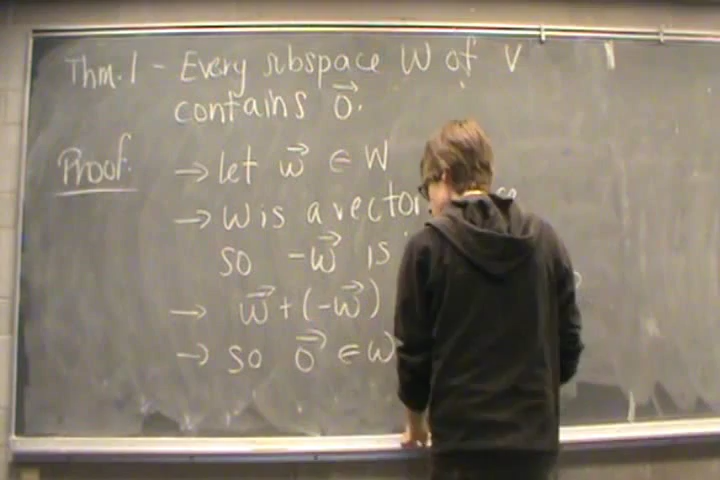 Thm. 1 - Every subspace W of V
contains 0⃗.
Proof. → let w⃗ ∈ W
→ W is a vector
so -w⃗ is
→ w⃗ + (-w⃗)
→ so 0⃗ ∈ W